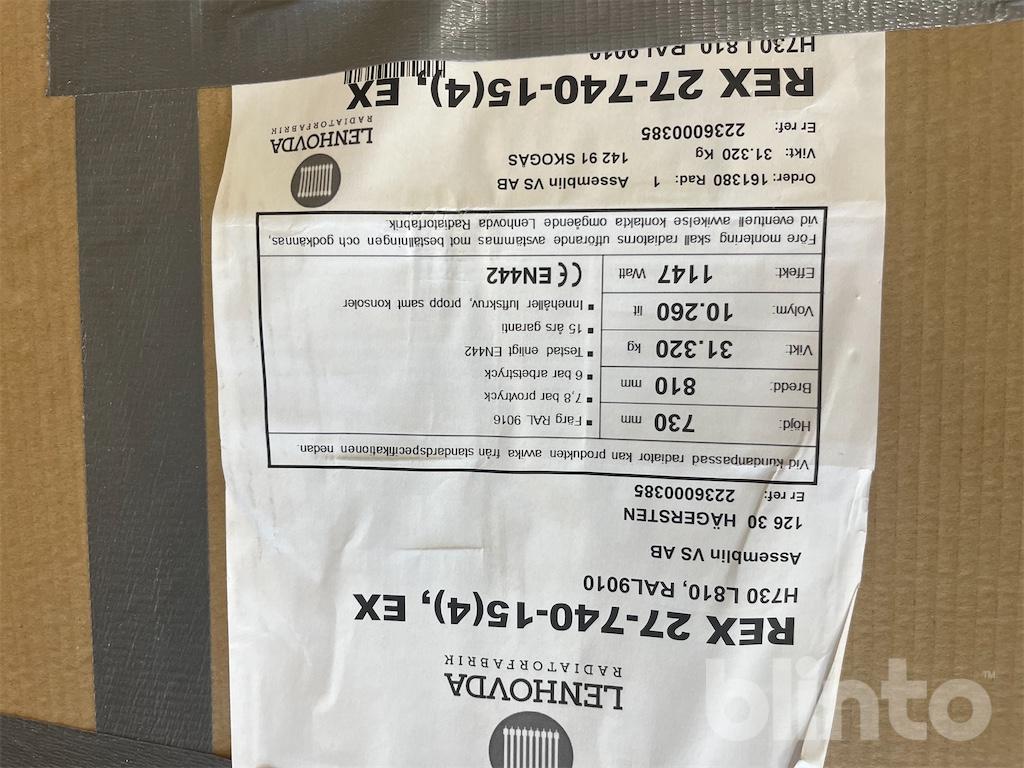 LENHOVDA
RADIATORFABRIK
REX 27-740-15(4), EX
H730 L810, RAL9010
Assemblin VS AB
126 30 HÄGERSTEN
Er ref: 2236000385
Vid kundanpassad radiator kan produkten avvika från standardspecifikationen nedan.
Höjd: 730 mm
Bredd: 810 mm
Vikt: 31.320 kg
Volym: 10.260 lit
Effekt: 1147 Watt
▪ Färg RAL 9016
▪ 7,8 bar provtryck
▪ 6 bar arbetstryck
▪ Testad enligt EN442
▪ 15 års garanti
▪ Innehåller luftskruv, propp samt konsoler
CE EN442
Före montering skall radiatorns utförande avstämmas mot beställningen och godkännas,
vid eventuell avvikelse kontakta omgående Lenhovda Radiatorfabrik.
Order: 161380 Rad: 1 Assemblin VS AB
Vikt: 31.320 Kg 142 91 SKOGÅS
Er ref: 2236000385
LENHOVDA
RADIATORFABRIK
REX 27-740-15(4), EX
H730 L810, RAL9010
blinto™